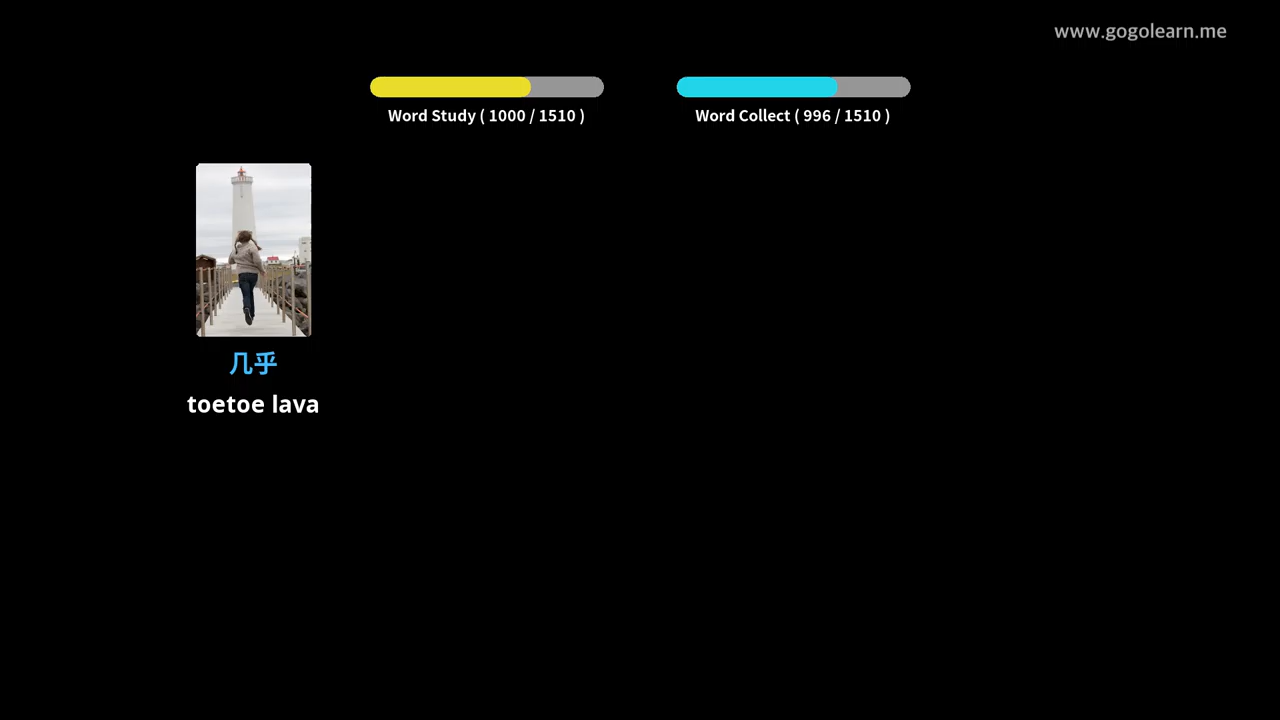 www.gogolearn.me
Word Study ( 1000 / 1510 )
Word Collect ( 996 / 1510 )
几乎
toetoe lava